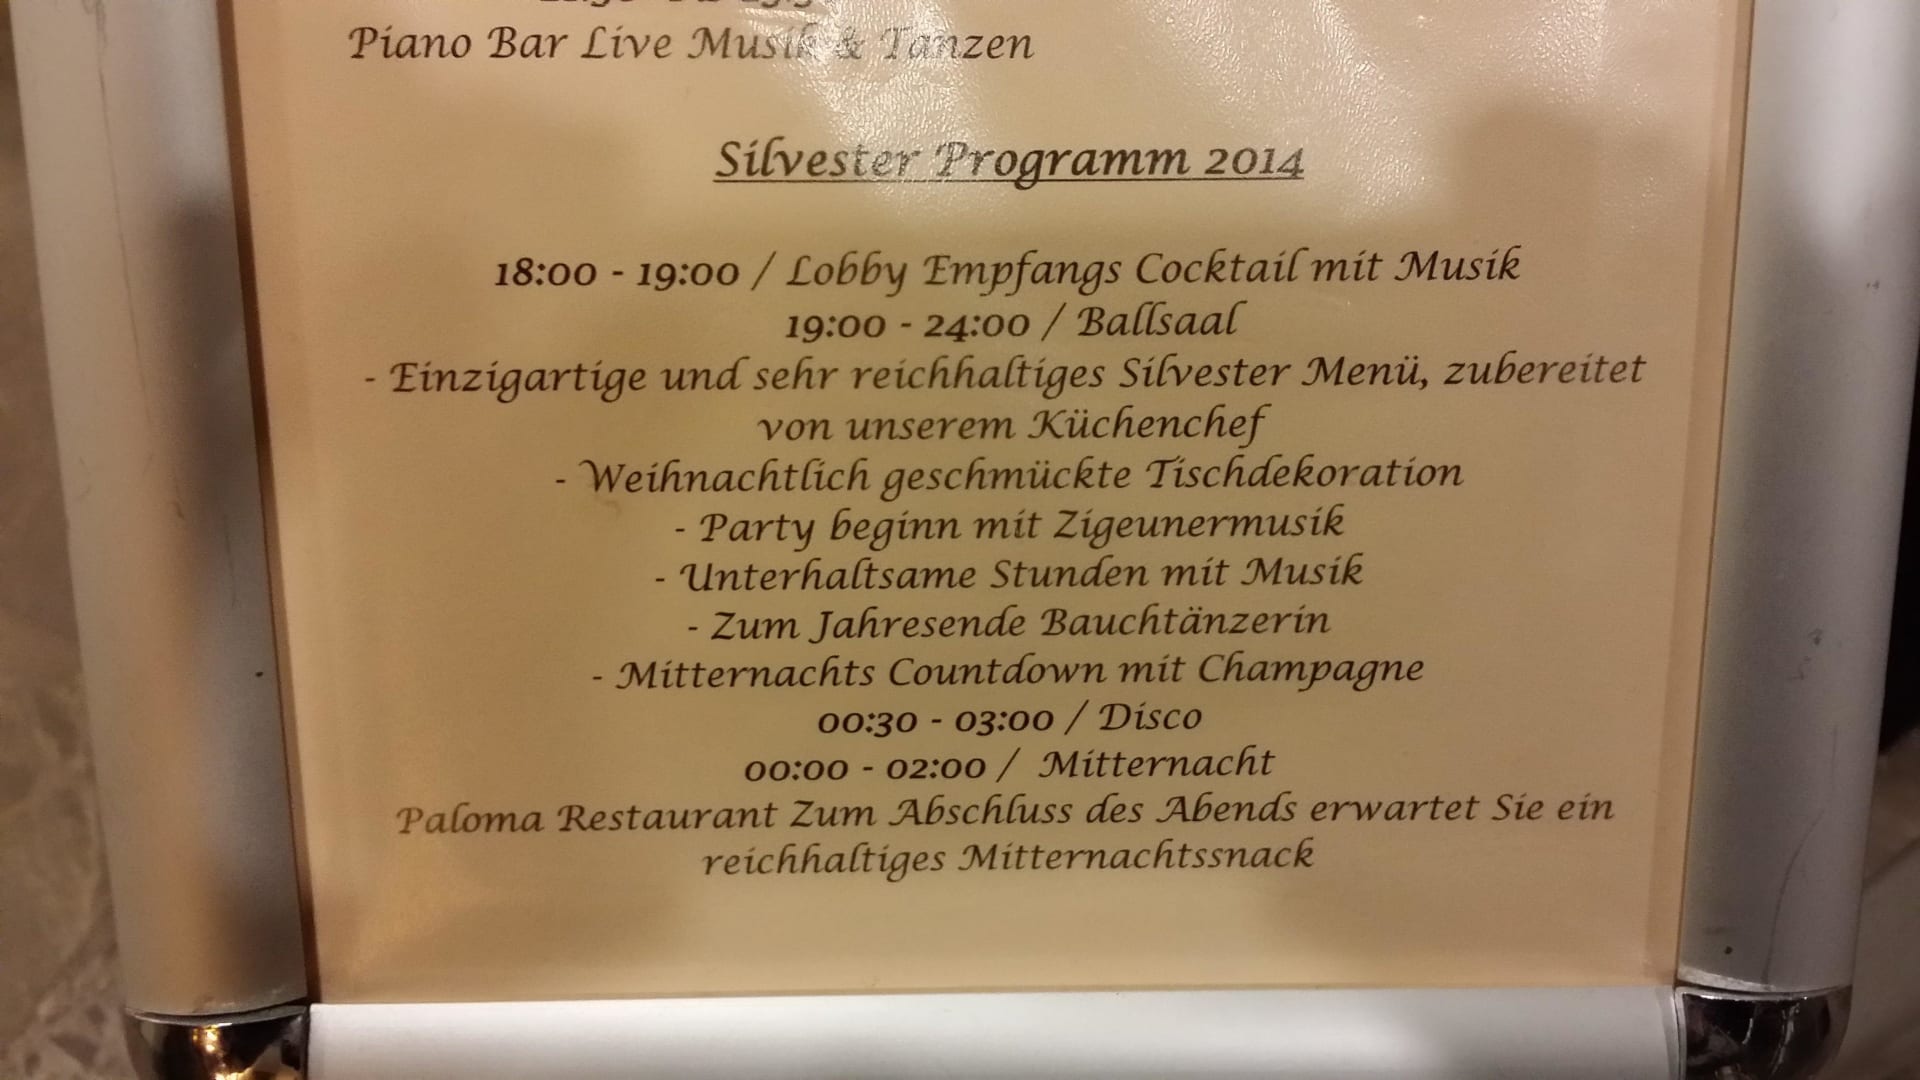 Piano Bar Live Musik & Tanzen
Silvester Programm 2014
18:00 - 19:00 / Lobby Empfangs Cocktail mit Musik
19:00 - 24:00 / Ballsaal
- Einzigartige und sehr reichhaltiges Silvester Menü, zubereitet
von unserem Küchenchef
- Weihnachtlich geschmückte Tischdekoration
- Party beginn mit Zigeunermusik
- Unterhaltsame Stunden mit Musik
- Zum Jahresende Bauchtänzerin
- Mitternachts Countdown mit Champagne
00:30 - 03:00 / Disco
00:00 - 02:00 / Mitternacht
Paloma Restaurant Zum Abschluss des Abends erwartet Sie ein
reichhaltiges Mitternachtssnack